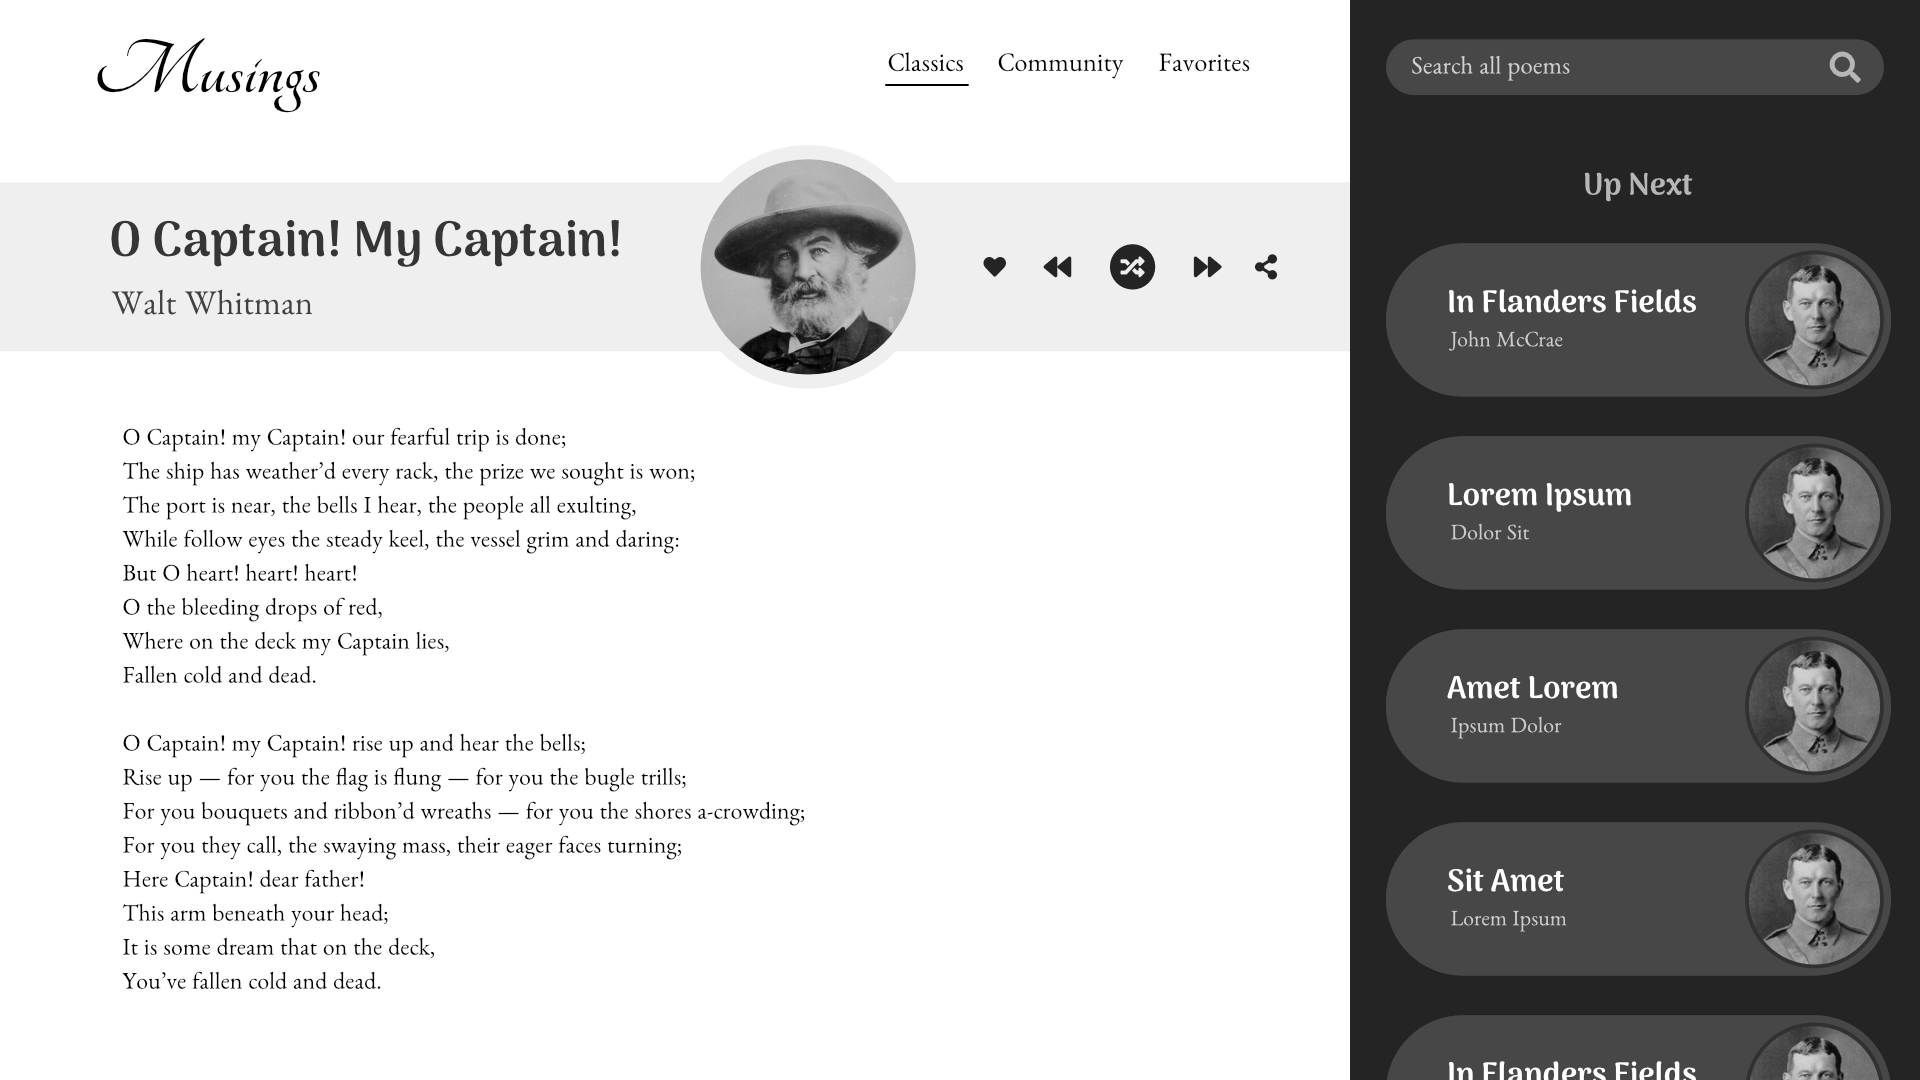 Musings
Classics
Community
Favorites
O Captain! My Captain!
Walt Whitman
O Captain! my Captain! our fearful trip is done;
The ship has weather’d every rack, the prize we sought is won;
The port is near, the bells I hear, the people all exulting,
While follow eyes the steady keel, the vessel grim and daring:
But O heart! heart! heart!
O the bleeding drops of red,
Where on the deck my Captain lies,
Fallen cold and dead.
O Captain! my Captain! rise up and hear the bells;
Rise up — for you the flag is flung — for you the bugle trills;
For you bouquets and ribbon’d wreaths — for you the shores a-crowding;
For you they call, the swaying mass, their eager faces turning;
Here Captain! dear father!
This arm beneath your head;
It is some dream that on the deck,
You’ve fallen cold and dead.
Search all poems
Up Next
In Flanders Fields
John McCrae
Lorem Ipsum
Dolor Sit
Amet Lorem
Ipsum Dolor
Sit Amet
Lorem Ipsum
In Flanders Fields